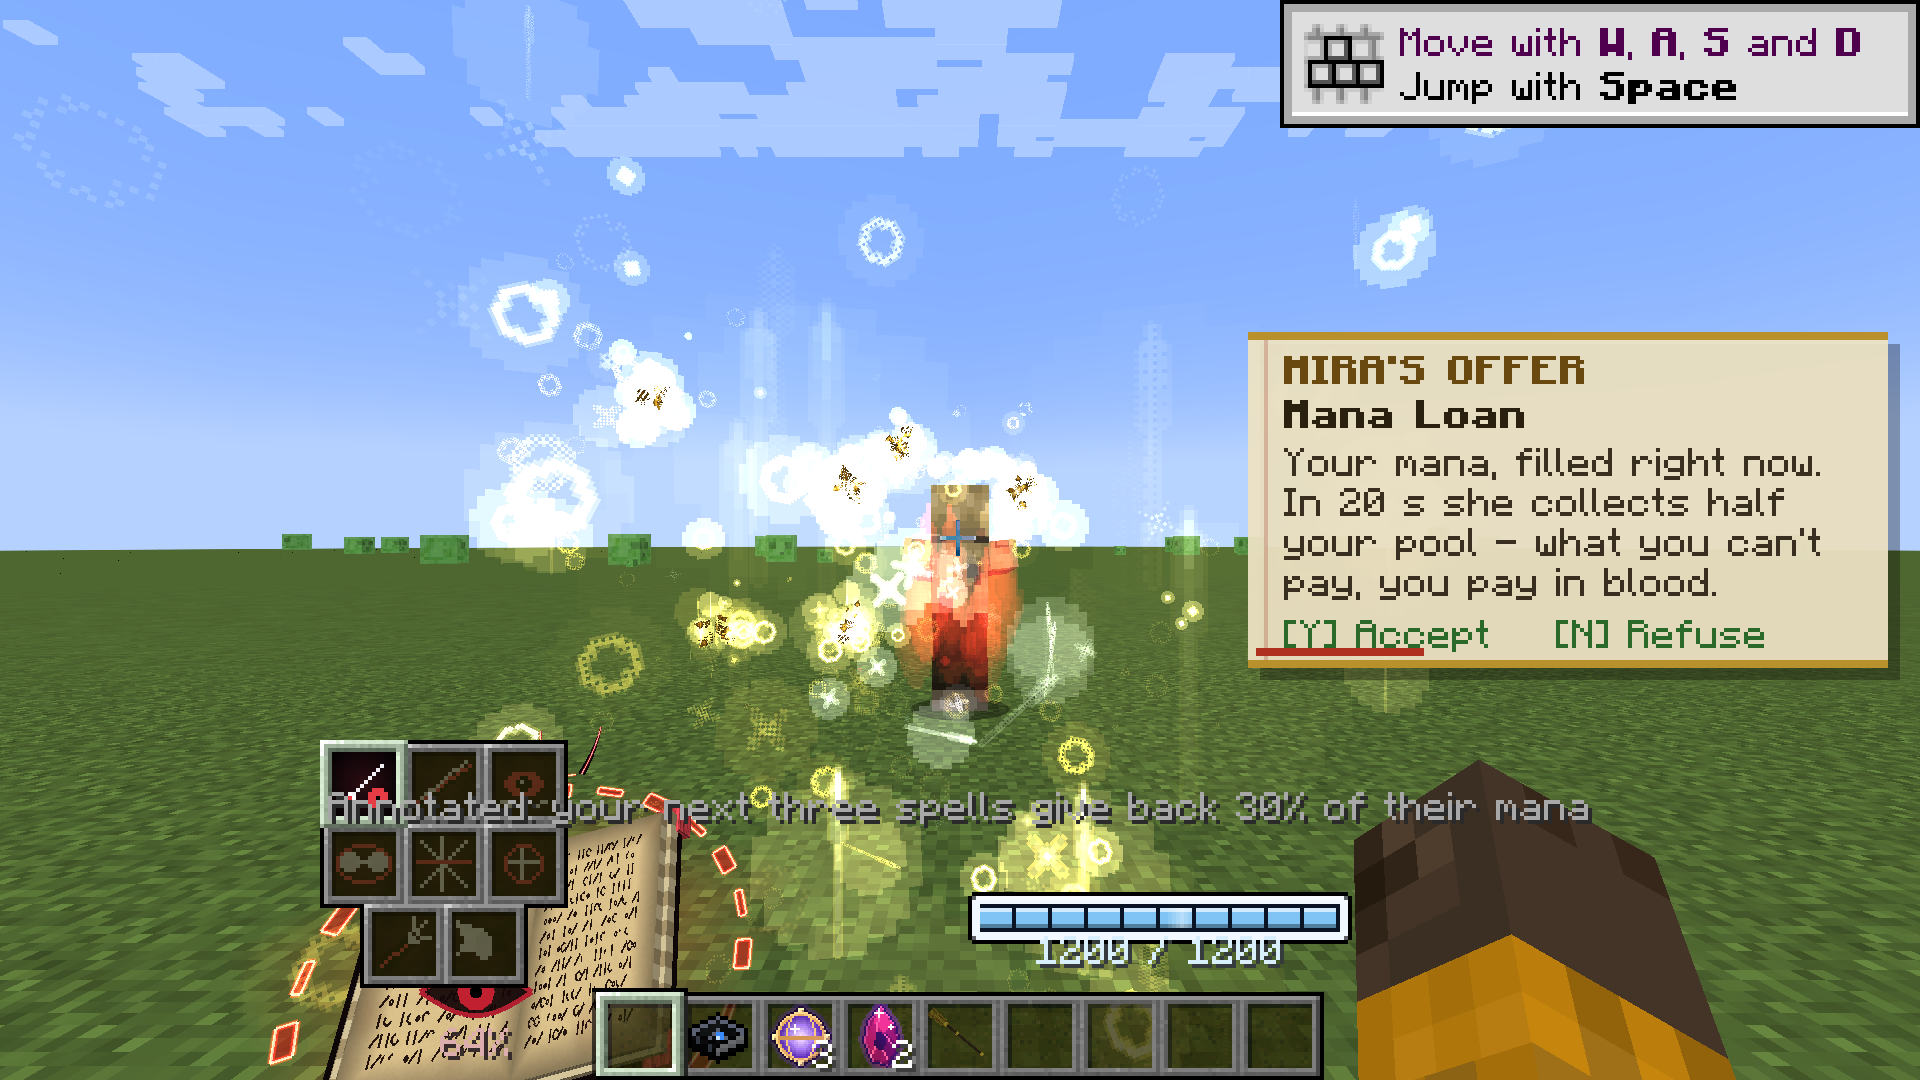 Move with W, A, S and D
Jump with Space
MIRA'S OFFER
Mana Loan
Your mana, filled right now.
In 20 s she collects half
your pool - what you can't
pay, you pay in blood.
[Y] Accept [N] Refuse
Annotated: your next three spells give back 30% of their mana
1200 / 1200
64%
3
2